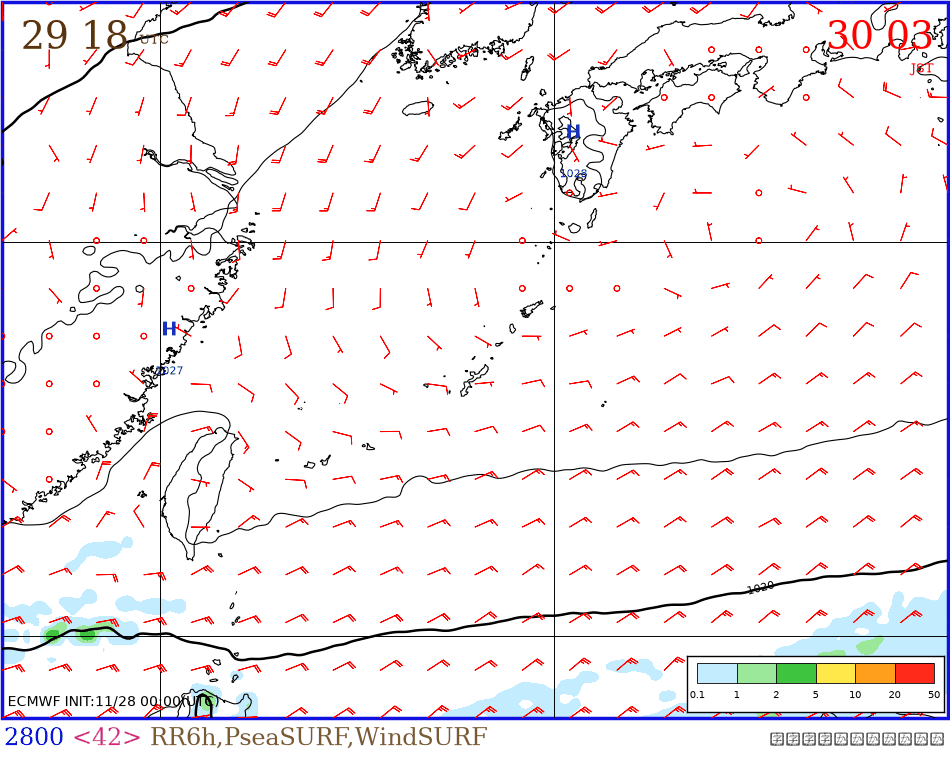 29 18 UTC
30 03
JST
H
1028
H
1027
1020
ECMWF INIT:11/28 00:00(UTC)
0.1 1 2 5 10 20 50
2800 <42> RR6h,PseaSURF,WindSURF